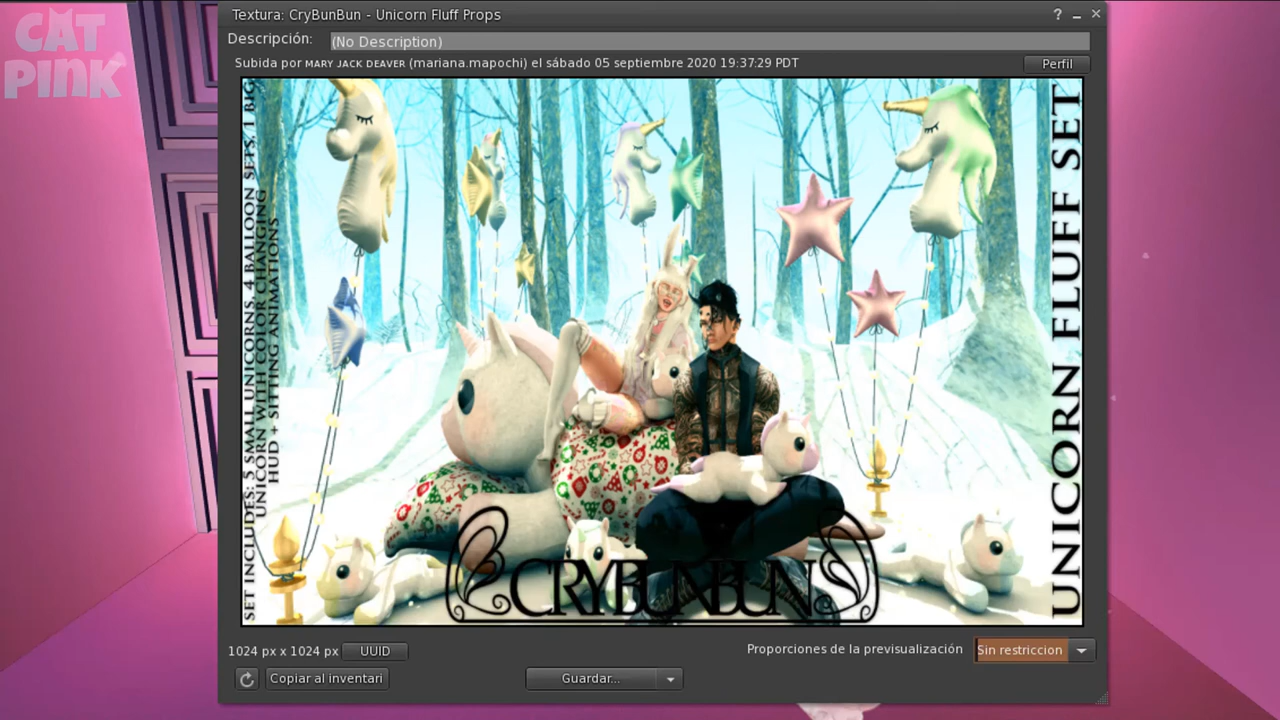 CAT
PINK
Textura: CryBunBun - Unicorn Fluff Props
?
Descripción:
(No Description)
Subida por MARY JACK DEAVER (mariana.mapochi) el sábado 05 septiembre 2020 19:37:29 PDT
Perfil
SET INCLUDES: 5 SMALL UNICORNS. 4 BALLOON SETS. 1 BIG
UNICORN WITH COLOR CHANGING
HUD + SITTING ANIMATIONS
UNICORN FLUFF SET
CRYBUNBUN
1024 px x 1024 px
UUID
Proporciones de la previsualización
Sin restriccion
Copiar al inventari
Guardar...